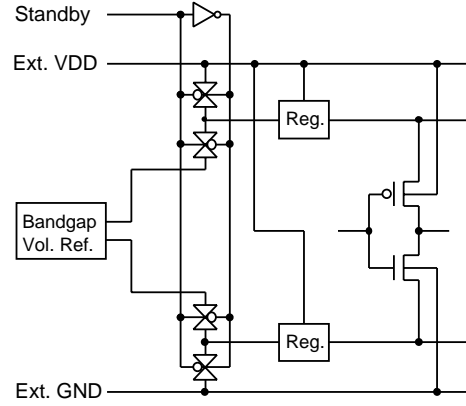 Standby
Ext. VDD
Reg.
Bandgap
Vol. Ref.
Reg.
Ext. GND